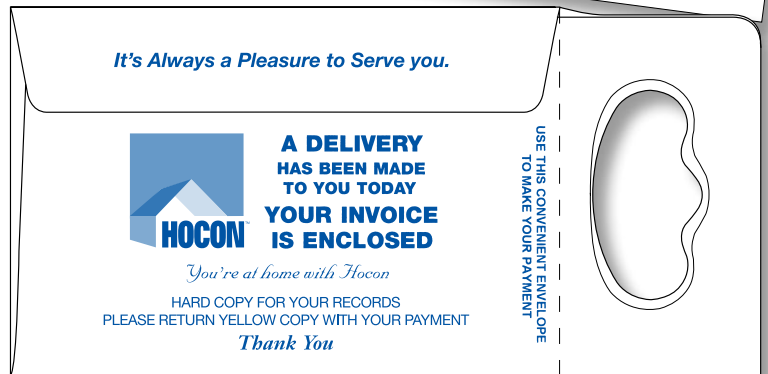 It's Always a Pleasure to Serve you.
A DELIVERY
HAS BEEN MADE
TO YOU TODAY
YOUR INVOICE
IS ENCLOSED
HOCON™
You're at home with Hocon
HARD COPY FOR YOUR RECORDS
PLEASE RETURN YELLOW COPY WITH YOUR PAYMENT
Thank You
USE THIS CONVENIENT ENVELOPE
TO MAKE YOUR PAYMENT